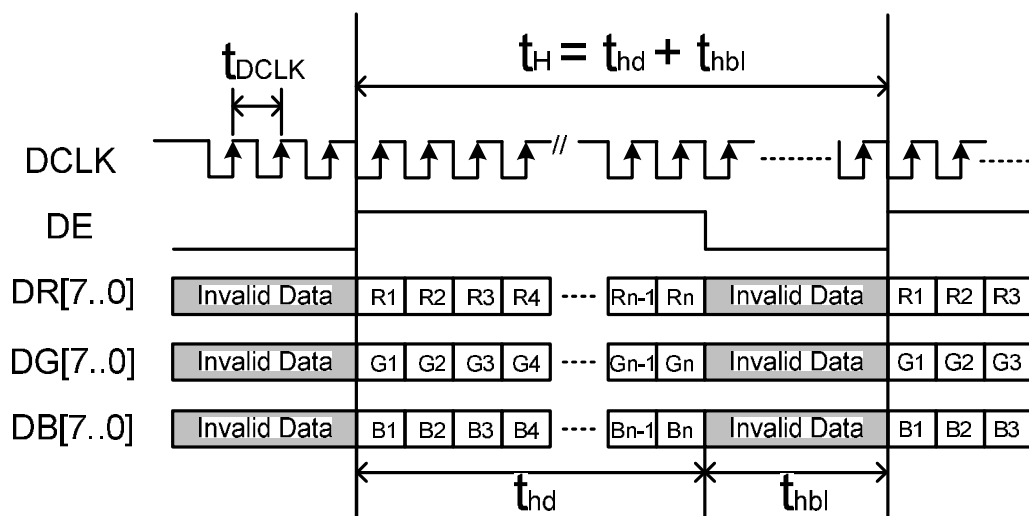 tDCLK
tH = thd + thbl
DCLK //
DE
DR[7..0] Invalid Data R1 R2 R3 R4 Rn-1 Rn Invalid Data R1 R2 R3
DG[7..0] Invalid Data G1 G2 G3 G4 Gn-1 Gn Invalid Data G1 G2 G3
DB[7..0] Invalid Data B1 B2 B3 B4 Bn-1 Bn Invalid Data B1 B2 B3
thd thbl